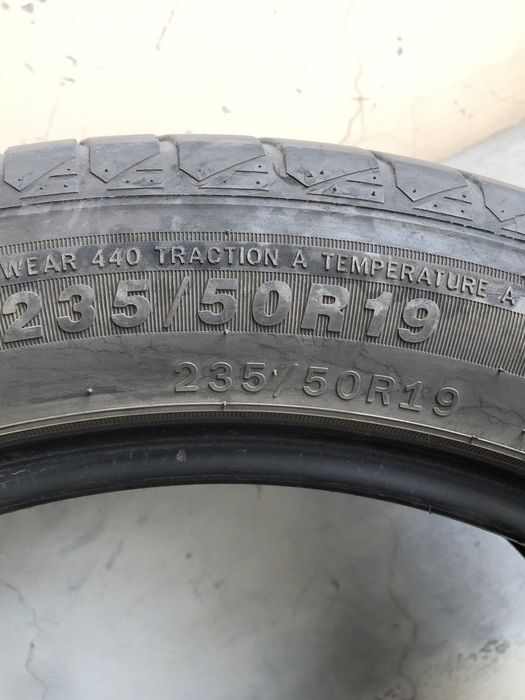 WEAR 440 TRACTION A TEMPERATURE A
235/50R19
235/50R19